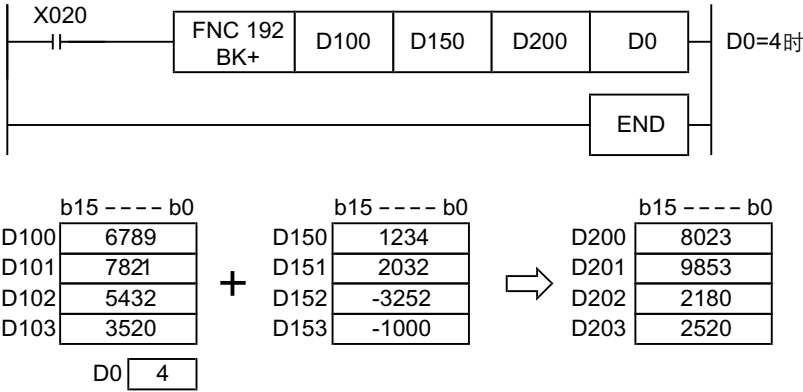 X020
FNC 192 D100 D150 D200 D0 D0=4时
BK+
END
b15 ---- b0 b15 ---- b0 b15 ---- b0
D100 6789 D150 1234 D200 8023
D101 7821 D151 2032 D201 9853
D102 5432 + D152 -3252 D202 2180
D103 3520 D153 -1000 D203 2520
D0 4